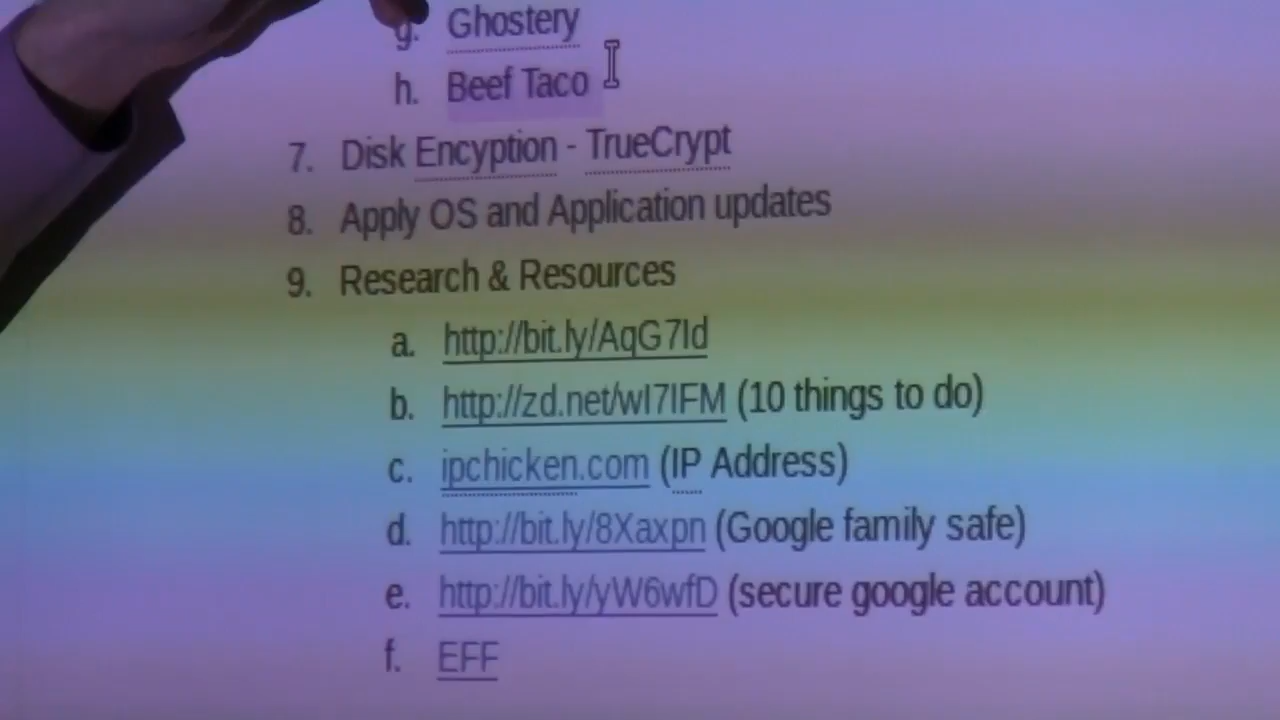 g. Ghostery
h. Beef Taco
7. Disk Encyption - TrueCrypt
8. Apply OS and Application updates
9. Research & Resources
a. http://bit.ly/AqG7Id
b. http://zd.net/wI7IFM (10 things to do)
c. ipchicken.com (IP Address)
d. http://bit.ly/8Xaxpn (Google family safe)
e. http://bit.ly/yW6wfD (secure google account)
f. EFF